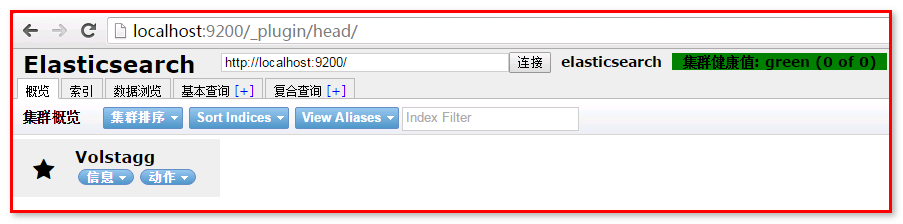 localhost:9200/_plugin/head/
Elasticsearch http://localhost:9200/ 连接 elasticsearch 集群健康值: green (0 of 0)
概览 索引 数据浏览 基本查询 [+] 复合查询 [+]
集群概览 集群排序 Sort Indices View Aliases Index Filter
Volstagg
信息 动作